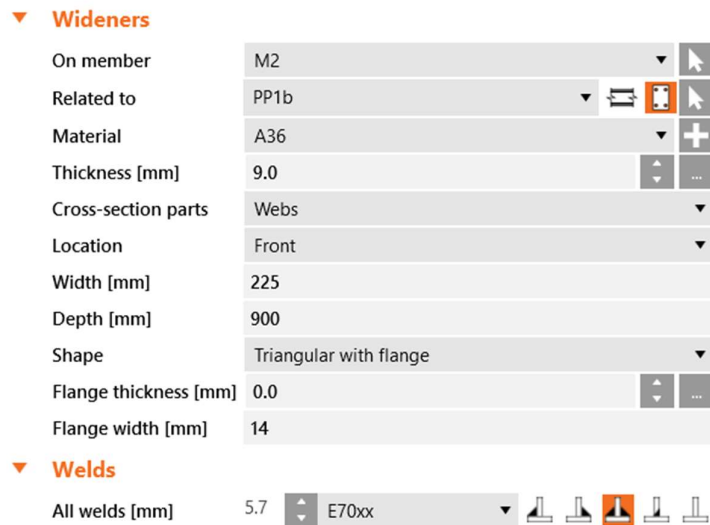 Wideners
On member M2
Related to PP1b
Material A36
Thickness [mm] 9.0 ...
Cross-section parts Webs
Location Front
Width [mm] 225
Depth [mm] 900
Shape Triangular with flange
Flange thickness [mm] 0.0 ...
Flange width [mm] 14
Welds
All welds [mm] 5.7 E70xx